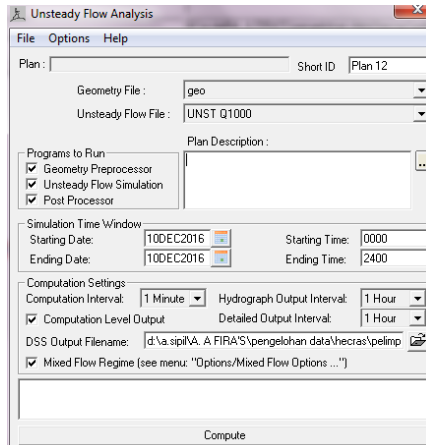 Unsteady Flow Analysis
File Options Help
Plan : Short ID Plan 12
Geometry File : geo
Unsteady Flow File : UNST Q1000
Plan Description :
Programs to Run
Geometry Preprocessor
Unsteady Flow Simulation
Post Processor
...
Simulation Time Window
Starting Date: 10DEC2016 Starting Time: 0000
Ending Date: 10DEC2016 Ending Time: 2400
Computation Settings
Computation Interval: 1 Minute Hydrograph Output Interval: 1 Hour
Computation Level Output Detailed Output Interval: 1 Hour
DSS Output Filename: d:\a.sipil\A. A FIRA'S\pengelohan data\hecras\pelimp
Mixed Flow Regime (see menu: "Options/Mixed Flow Options ...")
Compute